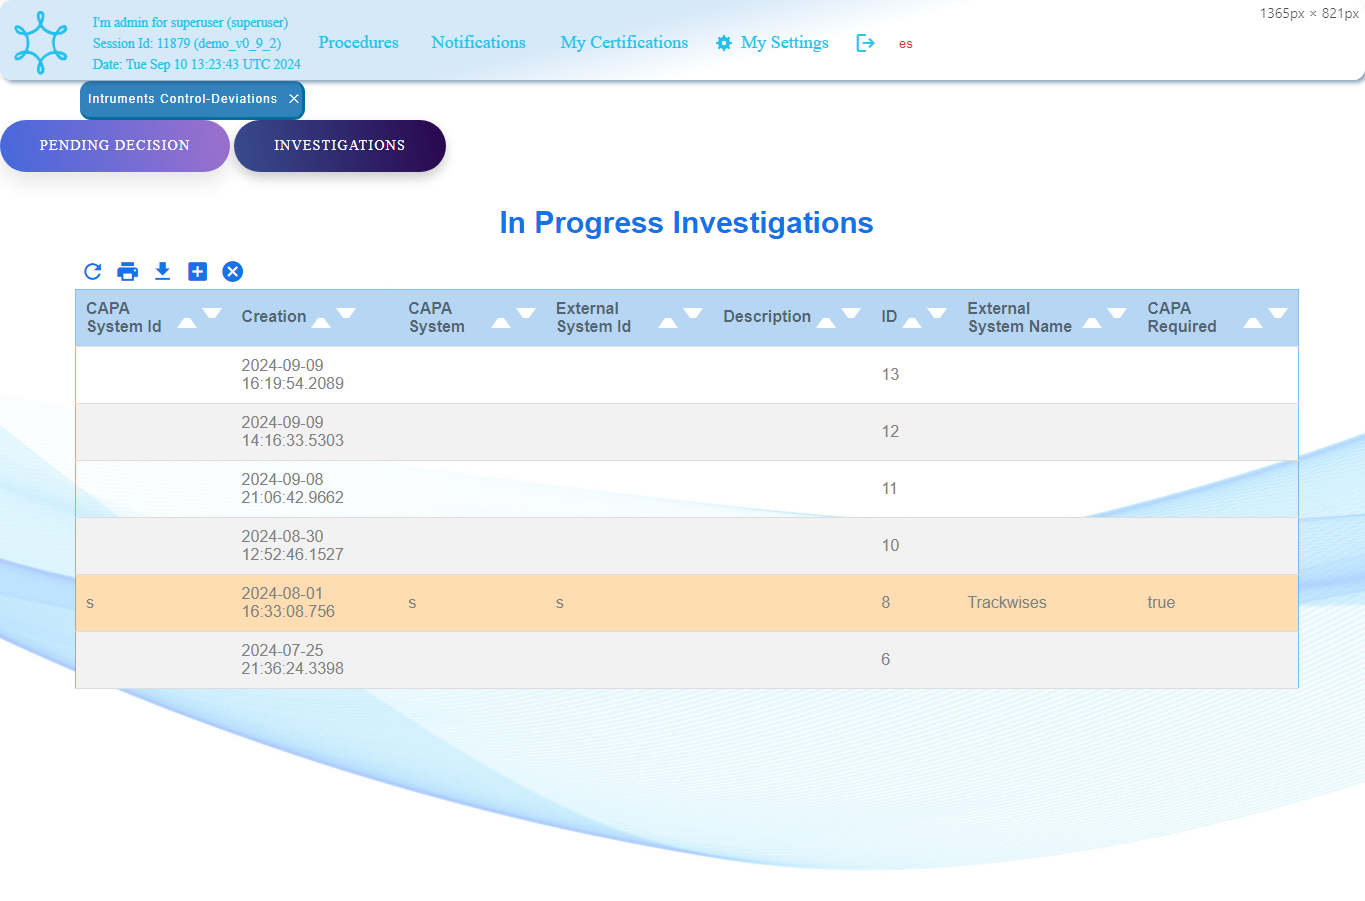 1365px × 821px
I'm admin for superuser (superuser)
Session Id: 11879 (demo_v0_9_2)
Date: Tue Sep 10 13:23:43 UTC 2024
Procedures
Notifications
My Certifications
My Settings
es
Intruments Control-Deviations
PENDING DECISION
INVESTIGATIONS
In Progress Investigations
CAPA
System Id
Creation
CAPA
System
External
System Id
Description
ID
External
System Name
CAPA
Required
2024-09-09
16:19:54.2089
13
2024-09-09
14:16:33.5303
12
2024-09-08
21:06:42.9662
11
2024-08-30
12:52:46.1527
10
s
2024-08-01
16:33:08.756
s
s
8
Trackwises
true
2024-07-25
21:36:24.3398
6